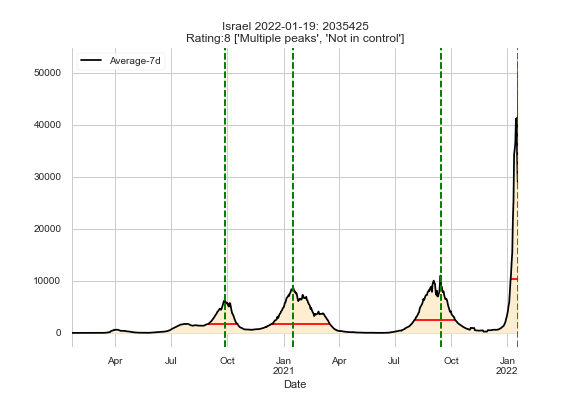 Israel 2022-01-19: 2035425
Rating:8 ['Multiple peaks', 'Not in control']
Average-7d
50000
40000
30000
20000
10000
0
Apr Jul Oct Jan Apr Jul Oct Jan
2021 2022
Date